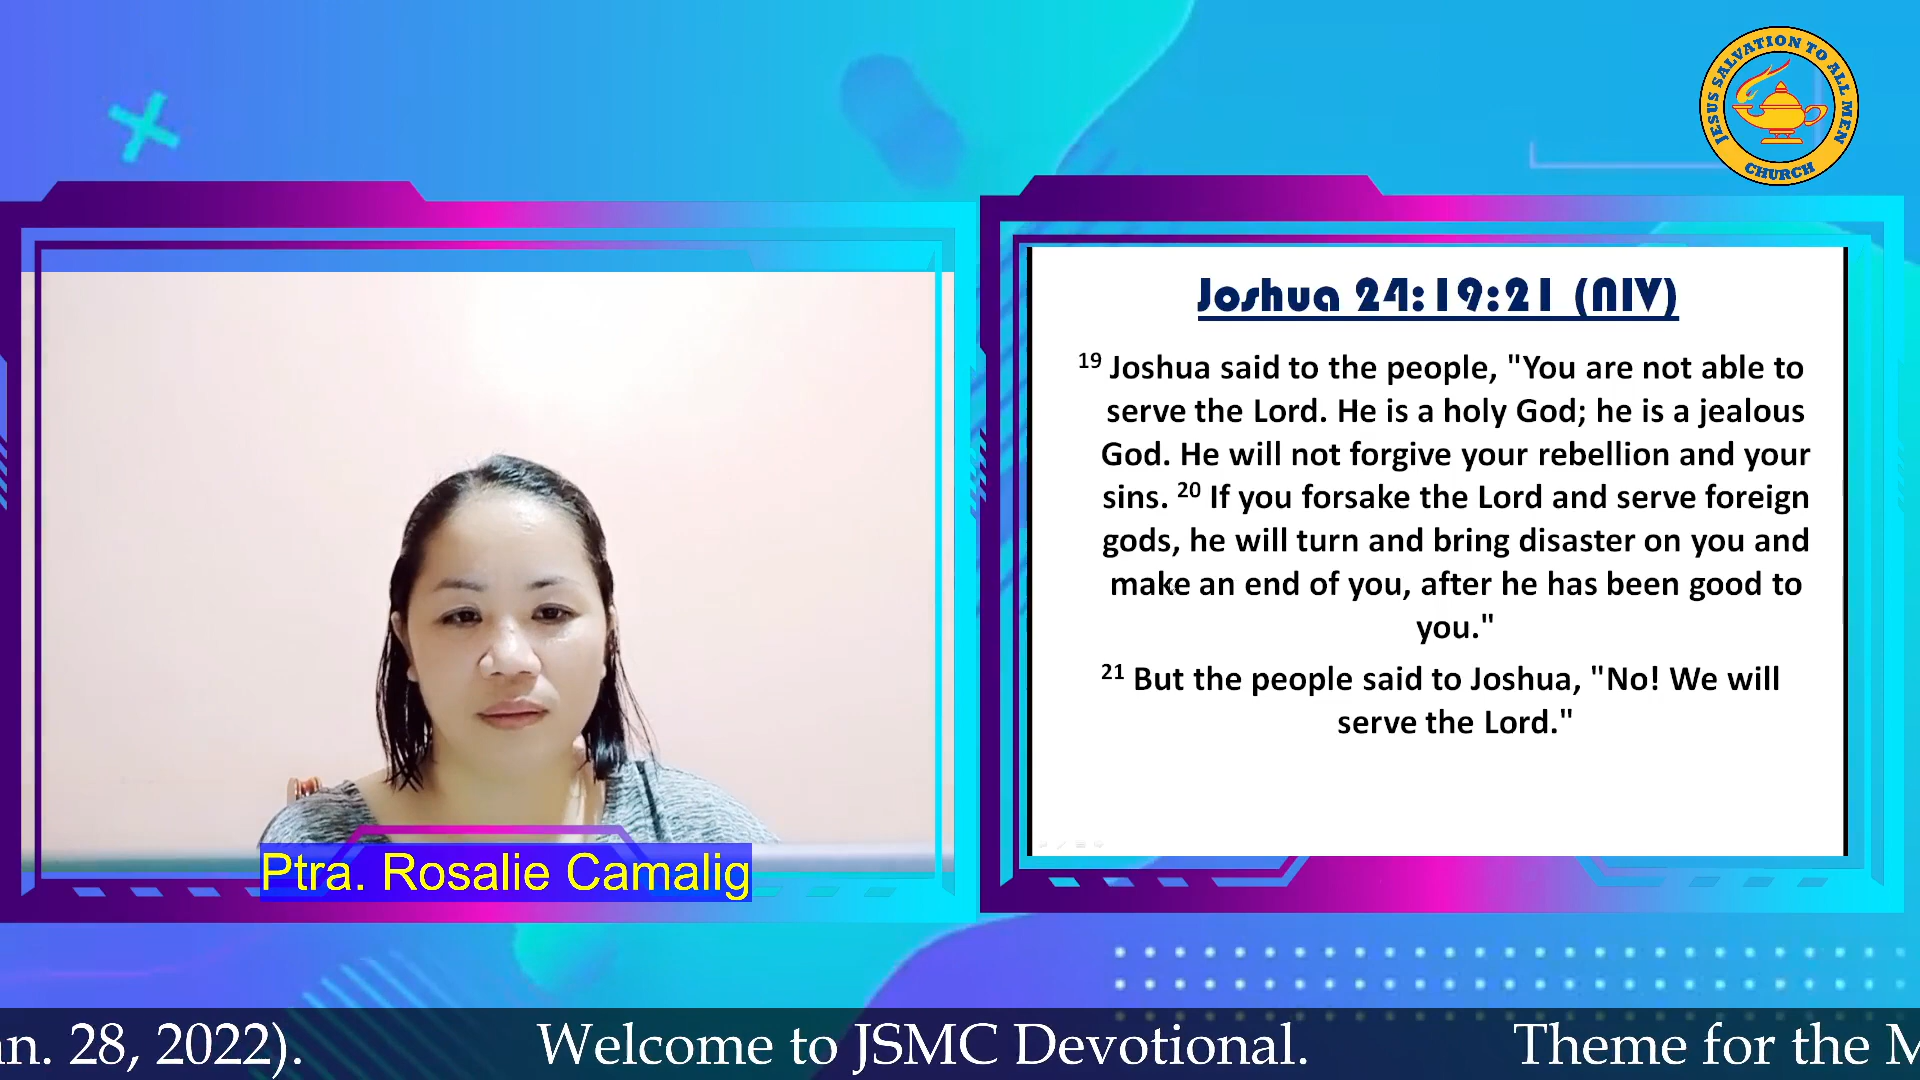 JESUS SALVATION TO ALL MEN
CHURCH
Joshua 24:19:21 (NIV)
19 Joshua said to the people, "You are not able to
serve the Lord. He is a holy God; he is a jealous
God. He will not forgive your rebellion and your
sins. 20 If you forsake the Lord and serve foreign
gods, he will turn and bring disaster on you and
make an end of you, after he has been good to
you."
21 But the people said to Joshua, "No! We will
serve the Lord."
Ptra. Rosalie Camalig
28, 2022). Welcome to JSMC Devotional. Theme for the